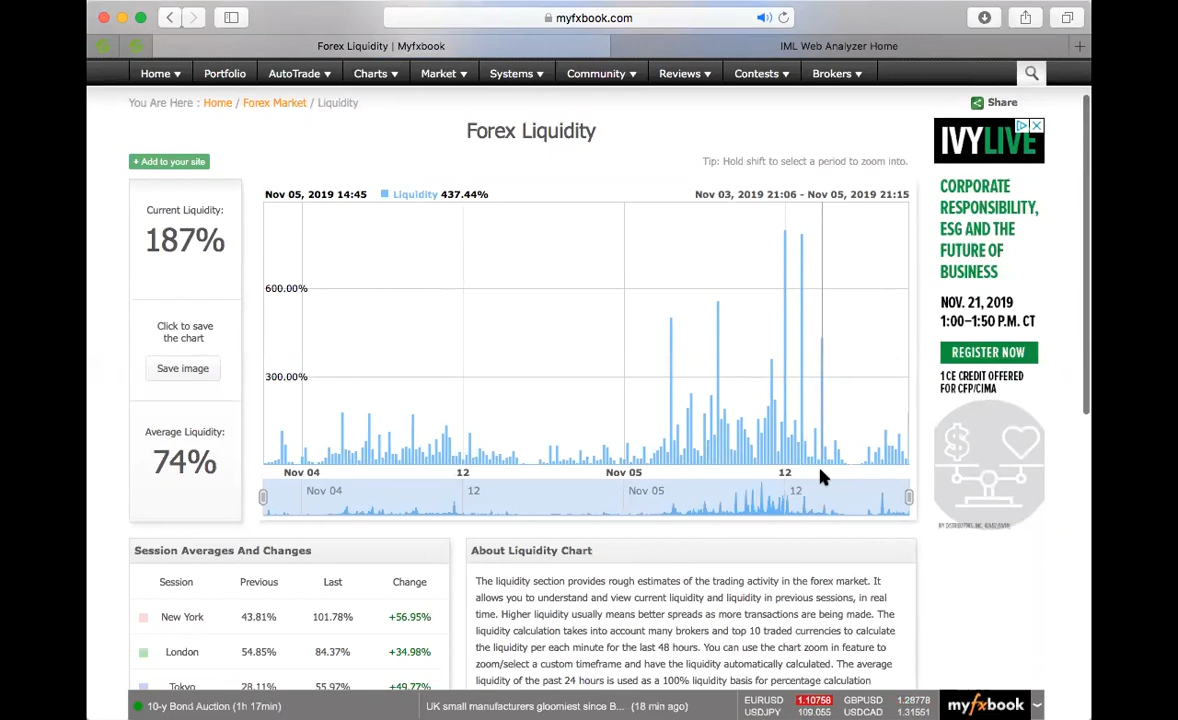 myfxbook.com
Forex Liquidity | Myfxbook
IML Web Analyzer Home
Home
Portfolio
AutoTrade
Charts
Market
Systems
Community
Reviews
Contests
Brokers
You Are Here : Home / Forex Market / Liquidity
Share
Forex Liquidity
+ Add to your site
Tip: Hold shift to select a period to zoom into.
Current Liquidity:
187%
Click to save
the chart
Save image
Average Liquidity:
74%
Nov 05, 2019 14:45
Liquidity 437.44%
Nov 03, 2019 21:06 - Nov 05, 2019 21:15
600.00%
300.00%
Nov 04
12
Nov 05
12
Nov 04
12
Nov 05
12
IVYLIVE
CORPORATE
RESPONSIBILITY,
ESG AND THE
FUTURE OF
BUSINESS
NOV. 21, 2019
1:00–1:50 P.M. CT
REGISTER NOW
1 CE CREDIT OFFERED
FOR CFP/CIMA
Session Averages And Changes
Session Previous Last Change
New York 43.81% 101.78% +56.95%
London 54.85% 84.37% +34.98%
Tokyo 28.11% 55.97% +49.77%
About Liquidity Chart
The liquidity section provides rough estimates of the trading activity in the forex market. It
allows you to understand and view current liquidity and liquidity in previous sessions, in real
time. Higher liquidity usually means better spreads as more transactions are being made. The
liquidity calculation takes into account many brokers and top 10 traded currencies to calculate
the liquidity per each minute for the last 48 hours. You can use the chart zoom in feature to
zoom/select a custom timeframe and have the liquidity automatically calculated. The average
liquidity of the past 24 hours is used as a 100% liquidity basis for percentage calculation
10-y Bond Auction (1h 17min)
UK small manufacturers gloomiest since B... (18 min ago)
EURUSD 1.10758 GBPUSD 1.28778
USDJPY 109.055 USDCAD 1.31551
myfxbook